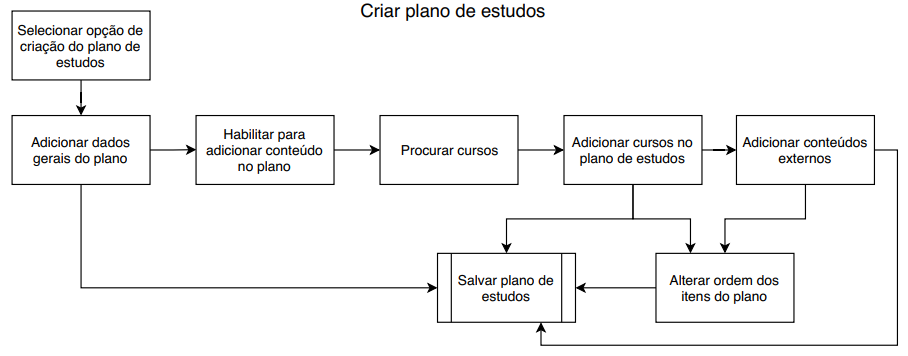 Criar plano de estudos
Selecionar opção de
criação do plano de
estudos
Adicionar dados
gerais do plano
Habilitar para
adicionar conteúdo
no plano
Procurar cursos
Adicionar cursos no
plano de estudos
Adicionar conteúdos
externos
Salvar plano de
estudos
Alterar ordem dos
itens do plano